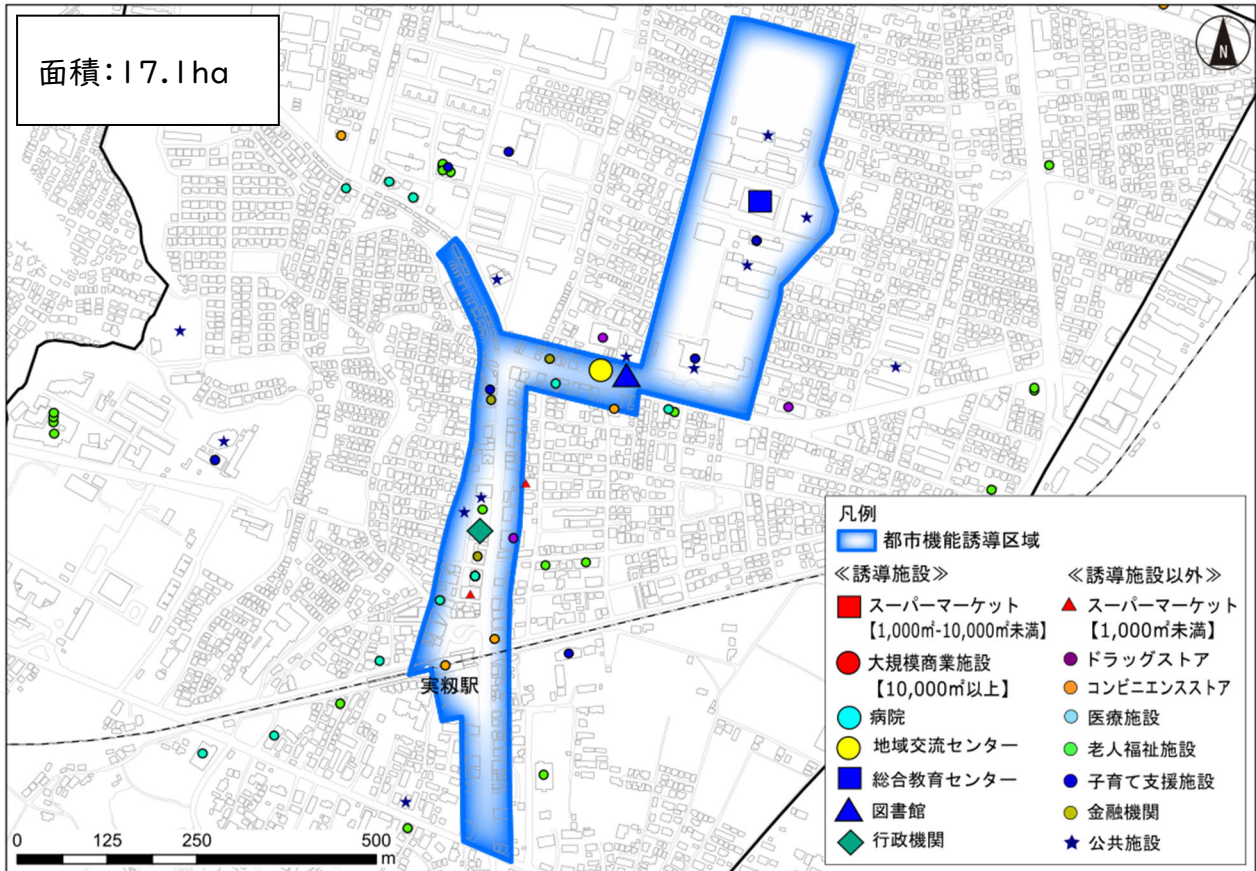 面積：17.1ha
N
実籾駅
凡例
都市機能誘導区域
≪誘導施設≫
スーパーマーケット
【1,000㎡-10,000㎡未満】
大規模商業施設
【10,000㎡以上】
病院
地域交流センター
総合教育センター
図書館
行政機関
≪誘導施設以外≫
スーパーマーケット
【1,000㎡未満】
ドラッグストア
コンビニエンスストア
医療施設
老人福祉施設
子育て支援施設
金融機関
公共施設
0 125 250 500
m